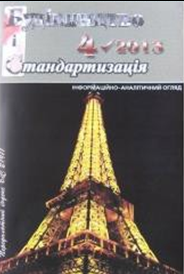 Будівництво
і 4/2013
Стандартизація
ІНФОРМАЦІЙНО-АНАЛІТИЧНИЙ ОГЛЯД